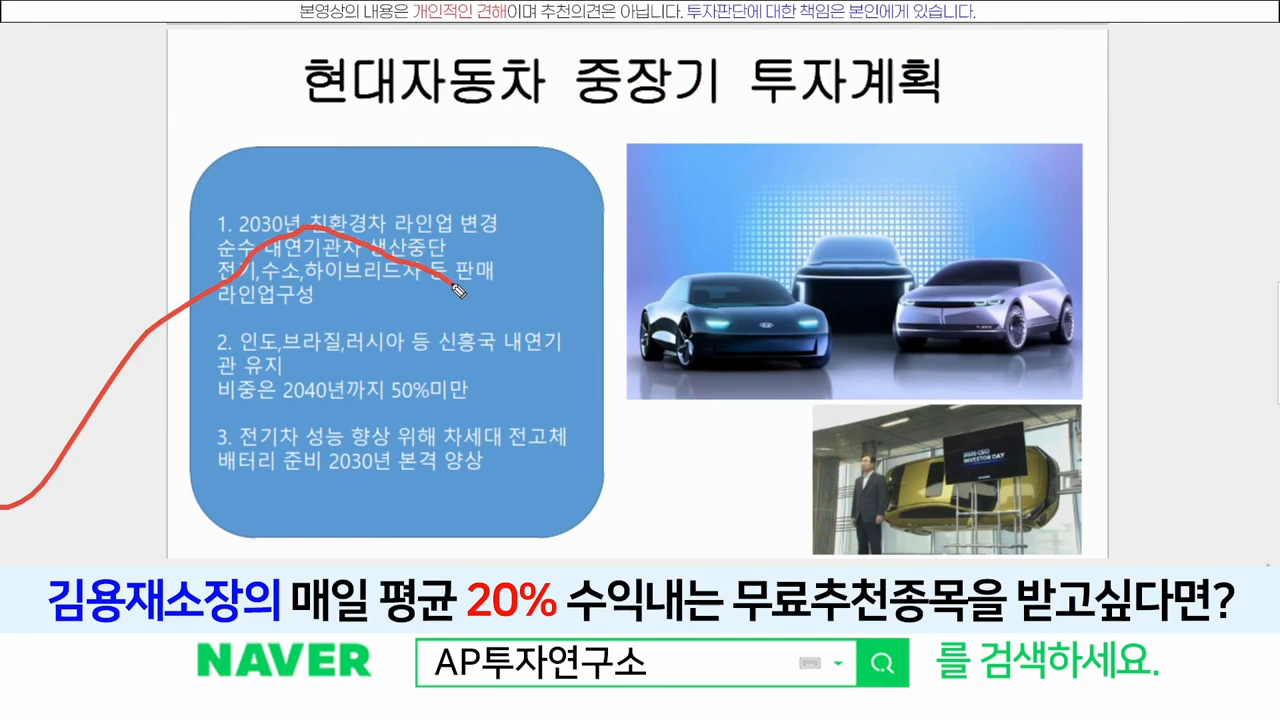 본영상의 내용은 개인적인 견해이며 추천의견은 아닙니다. 투자판단에 대한 책임은 본인에게 있습니다.
현대자동차 중장기 투자계획
1. 2030년 친환경차 라인업 변경
순수 내연기관차 생산중단
전기,수소,하이브리드차 등 판매
라인업구성
2. 인도,브라질,러시아 등 신흥국 내연기
관 유지
비중은 2040년까지 50%미만
3. 전기차 성능 향상 위해 차세대 전고체
배터리 준비 2030년 본격 양상
2020 CEO
INVESTOR DAY
김용재소장의 매일 평균 20% 수익내는 무료추천종목을 받고싶다면?
NAVER AP투자연구소 를 검색하세요.